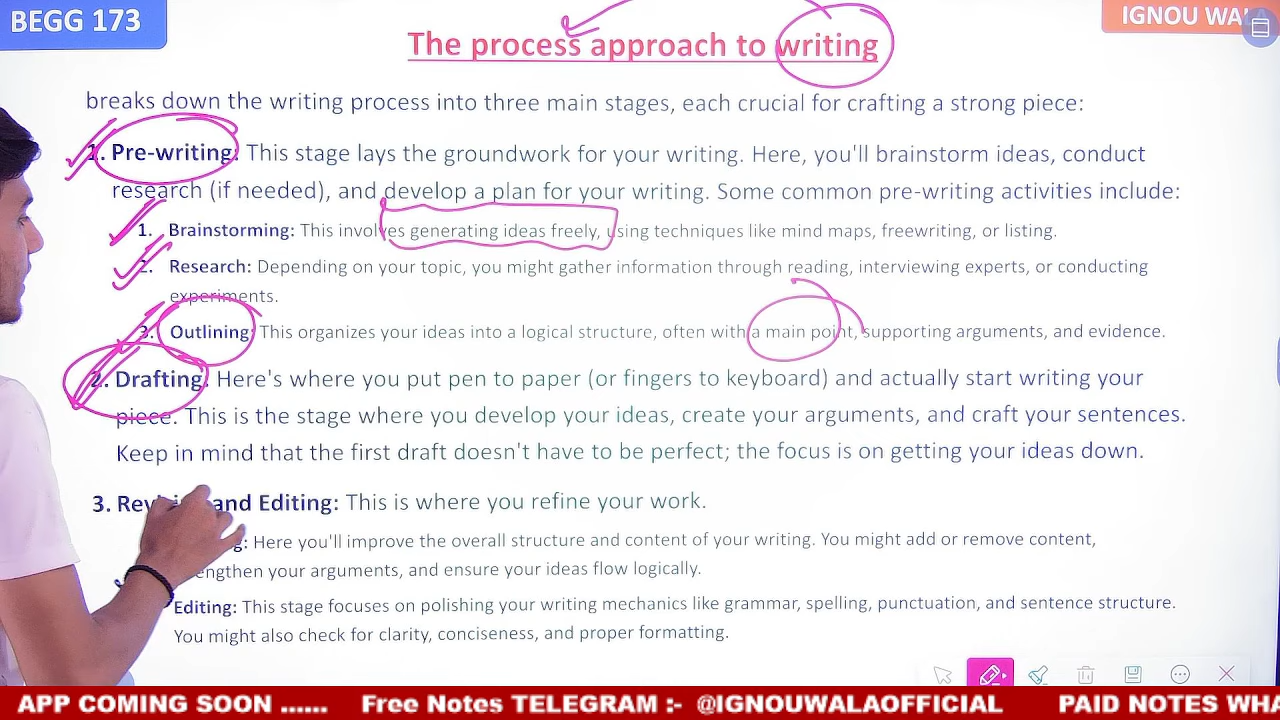 BEGG 173
IGNOU
The process approach to writing
breaks down the writing process into three main stages, each crucial for crafting a strong piece:
1. Pre-writing: This stage lays the groundwork for your writing. Here, you'll brainstorm ideas, conduct
research (if needed), and develop a plan for your writing. Some common pre-writing activities include:
1. Brainstorming: This involves generating ideas freely, using techniques like mind maps, freewriting, or listing.
2. Research: Depending on your topic, you might gather information through reading, interviewing experts, or conducting
experiments.
3. Outlining: This organizes your ideas into a logical structure, often with a main point, supporting arguments, and evidence.
2. Drafting: Here's where you put pen to paper (or fingers to keyboard) and actually start writing your
piece. This is the stage where you develop your ideas, create your arguments, and craft your sentences.
Keep in mind that the first draft doesn't have to be perfect; the focus is on getting your ideas down.
3. and Editing: This is where you refine your work.
Here you'll improve the overall structure and content of your writing. You might add or remove content,
your arguments, and ensure your ideas flow logically.
Editing: This stage focuses on polishing your writing mechanics like grammar, spelling, punctuation, and sentence structure.
You might also check for clarity, conciseness, and proper formatting.
APP COMING SOON ...... Free Notes TELEGRAM :- @IGNOUWALAOFFICIAL PAID NOTES